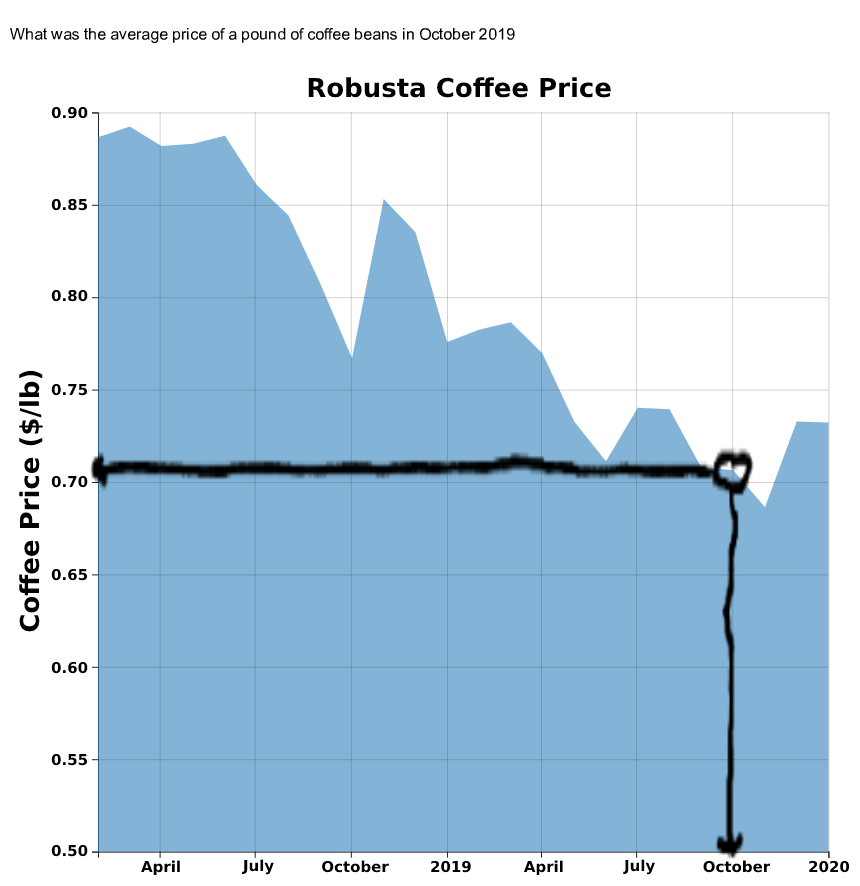 What was the average price of a pound of coffee beans in October 2019
Robusta Coffee Price
Coffee Price ($/lb)
0.90
0.85
0.80
0.75
0.70
0.65
0.60
0.55
0.50
April July October 2019 April July October 2020